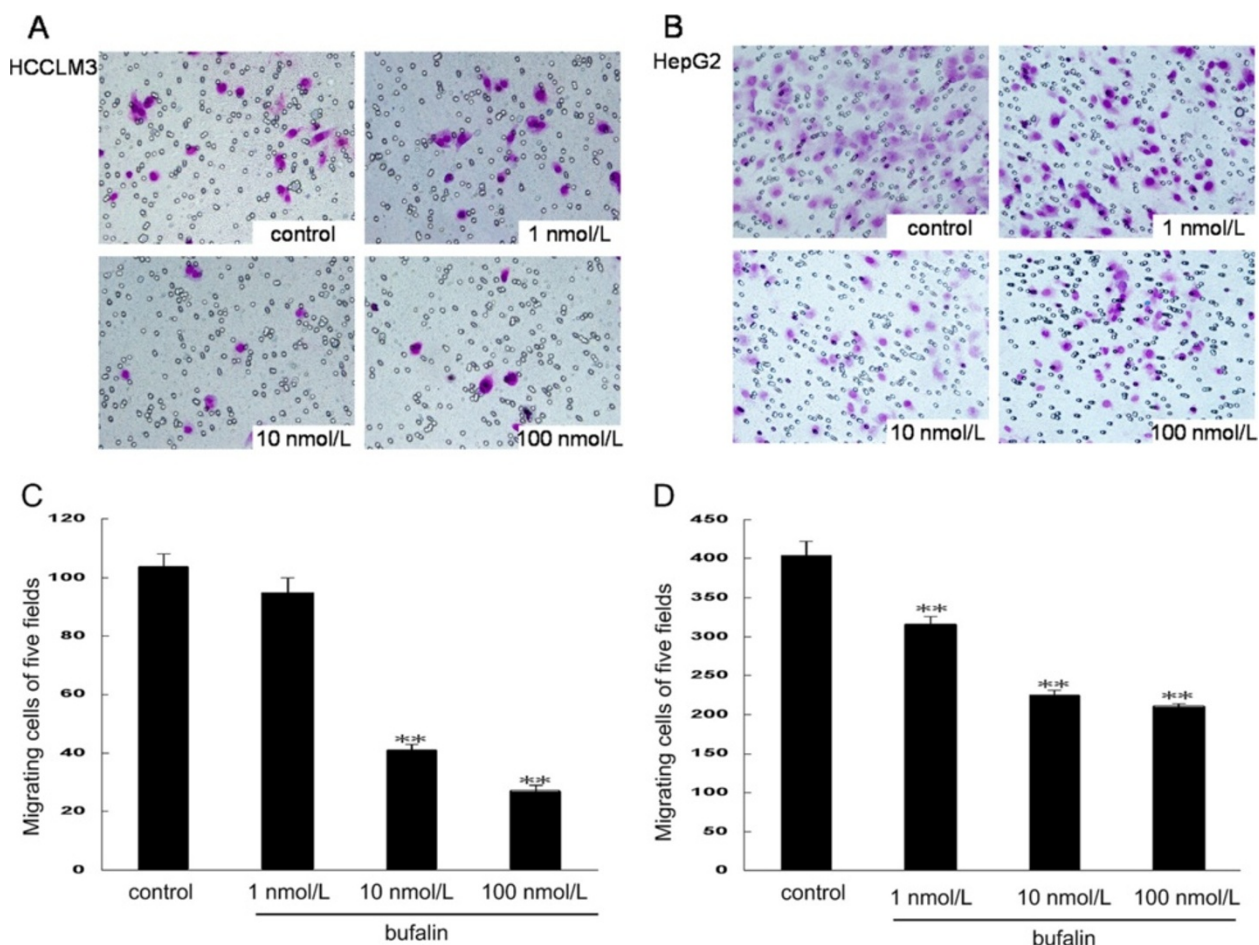 A
HCCLM3
control
1 nmol/L
10 nmol/L
100 nmol/L
B
HepG2
control
1 nmol/L
10 nmol/L
100 nmol/L
C
Migrating cells of five fields
120
100
80
60
40
20
0
**
**
control
1 nmol/L
10 nmol/L
100 nmol/L
bufalin
D
Migrating cells of five fields
450
400
350
300
250
200
150
100
50
0
**
**
**
control
1 nmol/L
10 nmol/L
100 nmol/L
bufalin